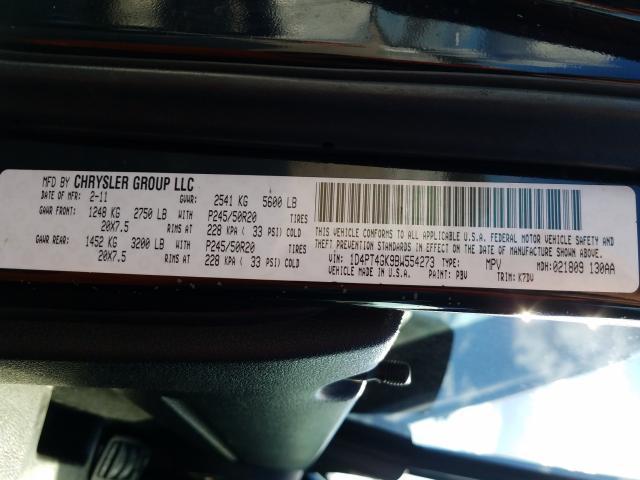 MFD BY CHRYSLER GROUP LLC
DATE OF MFR: 2-11 GVWR: 2541 KG 5600 LB
GAWR FRONT: 1248 KG 2750 LB WITH P245/50R20 TIRES
20X7.5 RIMS AT 228 KPA ( 33 PSI) COLD
GAWR REAR: 1452 KG 3200 LB WITH P245/50R20 TIRES
20X7.5 RIMS AT 228 KPA ( 33 PSI) COLD
THIS VEHICLE CONFORMS TO ALL APPLICABLE U.S.A. FEDERAL MOTOR VEHICLE SAFETY AND
THEFT PREVENTION STANDARDS IN EFFECT ON THE DATE OF MANUFACTURE SHOWN ABOVE.
VIN: 1D4PT4GK9BW554273 TYPE: MPV MDH: 021809 130AA
MADE IN U.S.A. PAINT: PBV TRIM: K7DV